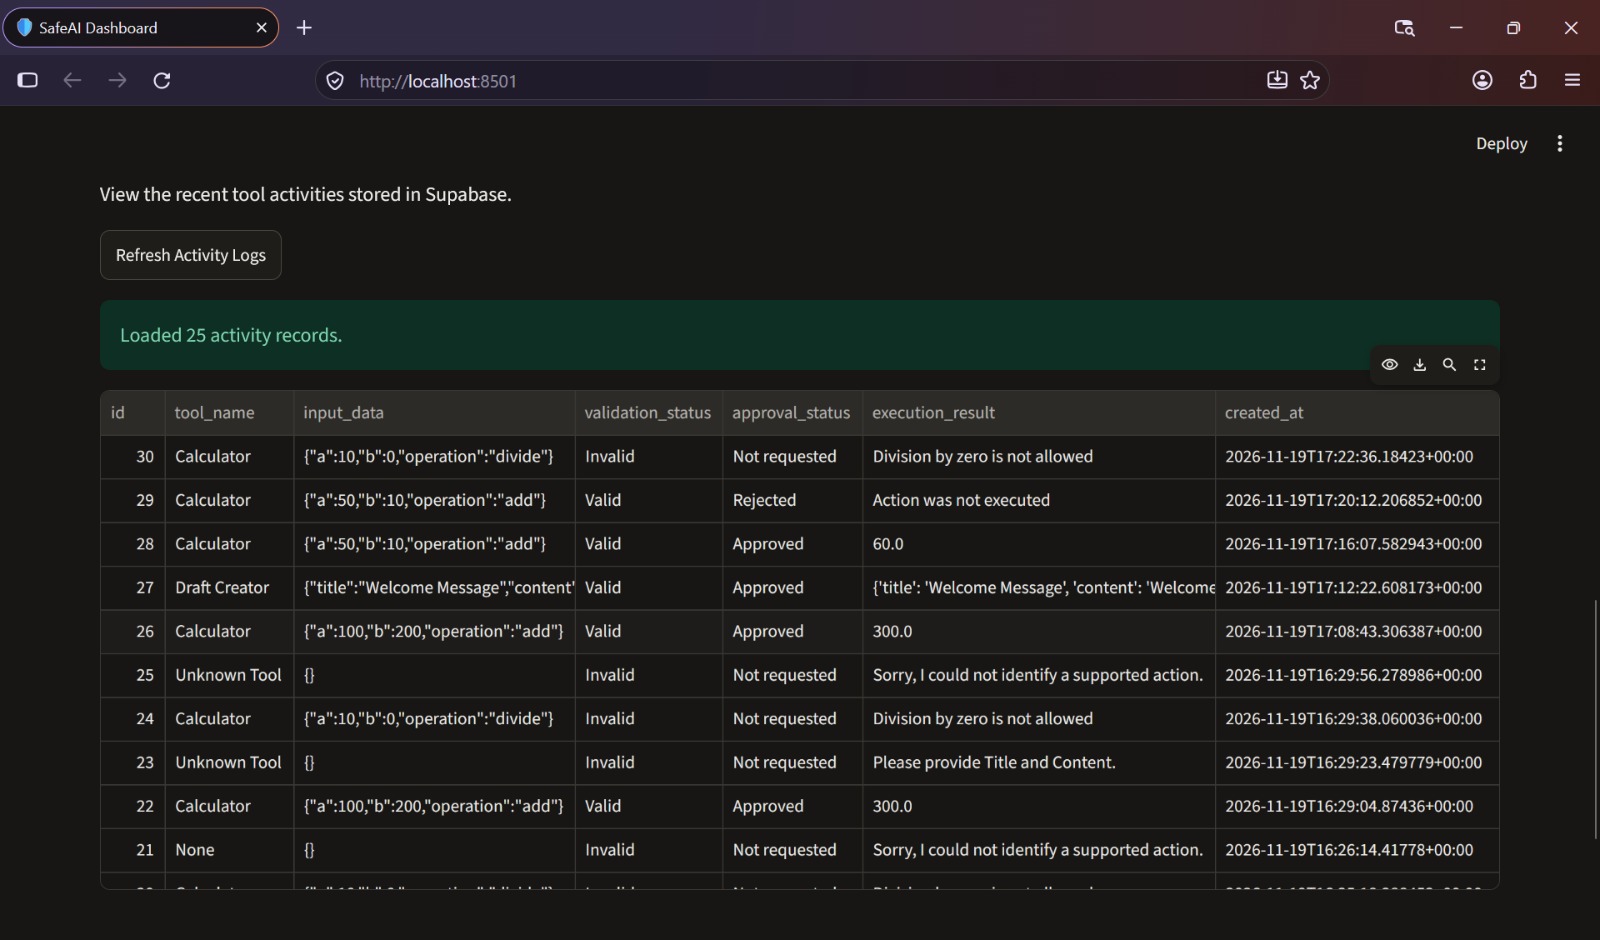 SafeAI Dashboard
http://localhost:8501
Deploy
View the recent tool activities stored in Supabase.
Refresh Activity Logs
Loaded 25 activity records.
id tool_name input_data validation_status approval_status execution_result created_at
30 Calculator {"a":10,"b":0,"operation":"divide"} Invalid Not requested Division by zero is not allowed 2026-11-19T17:22:36.18423+00:00
29 Calculator {"a":50,"b":10,"operation":"add"} Valid Rejected Action was not executed 2026-11-19T17:20:12.206852+00:00
28 Calculator {"a":50,"b":10,"operation":"add"} Valid Approved 60.0 2026-11-19T17:16:07.582943+00:00
27 Draft Creator {"title":"Welcome Message","content" Valid Approved {'title': 'Welcome Message', 'content': 'Welcome 2026-11-19T17:12:22.608173+00:00
26 Calculator {"a":100,"b":200,"operation":"add"} Valid Approved 300.0 2026-11-19T17:08:43.306387+00:00
25 Unknown Tool {} Invalid Not requested Sorry, I could not identify a supported action. 2026-11-19T16:29:56.278986+00:00
24 Calculator {"a":10,"b":0,"operation":"divide"} Invalid Not requested Division by zero is not allowed 2026-11-19T16:29:38.060036+00:00
23 Unknown Tool {} Invalid Not requested Please provide Title and Content. 2026-11-19T16:29:23.479779+00:00
22 Calculator {"a":100,"b":200,"operation":"add"} Valid Approved 300.0 2026-11-19T16:29:04.87436+00:00
21 None {} Invalid Not requested Sorry, I could not identify a supported action. 2026-11-19T16:26:14.41778+00:00